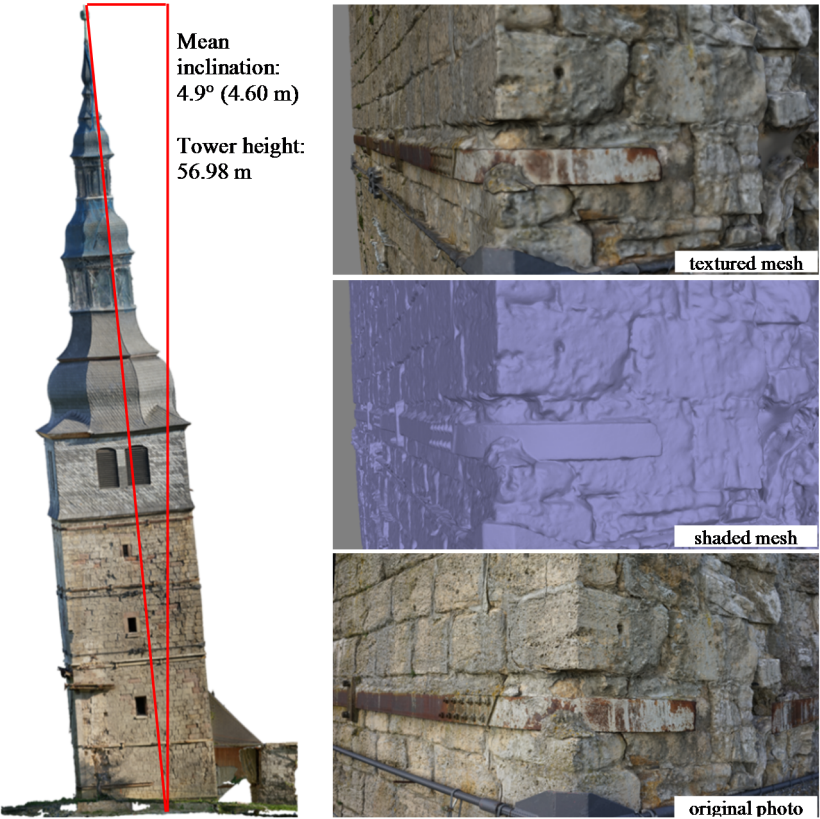 Mean
inclination:
4.9° (4.60 m)
Tower height:
56.98 m
textured mesh
shaded mesh
original photo